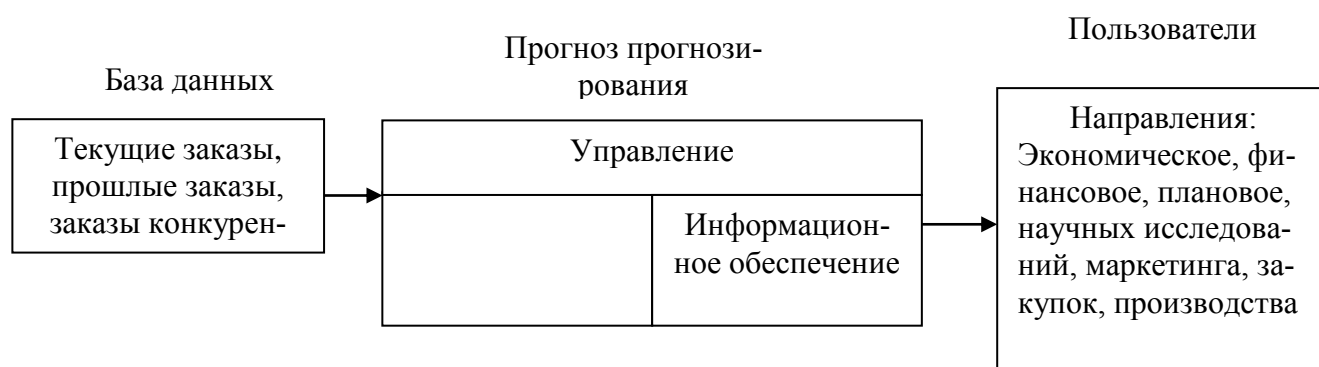 База данных
Текущие заказы,
прошлые заказы,
заказы конкурен-
Прогноз прогнози-
рования
Управление
Информацион-
ное обеспечение
Пользователи
Направления:
Экономическое, фи-
нансовое, плановое,
научных исследова-
ний, маркетинга, за-
купок, производства